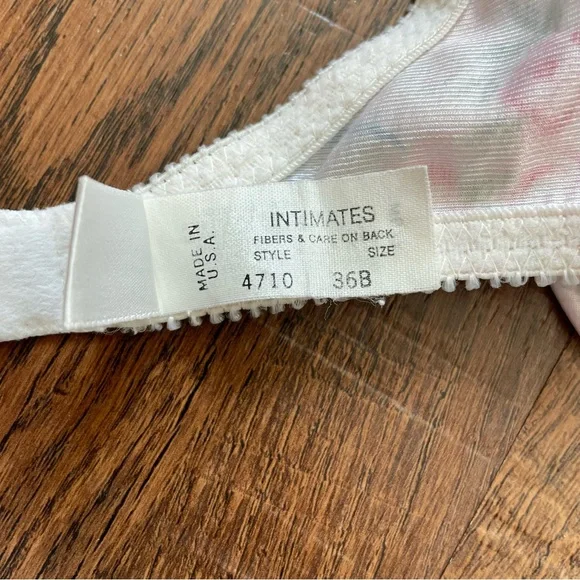 MADE IN
U.S.A.
INTIMATES
FIBERS & CARE ON BACK
STYLE SIZE
4710 36B